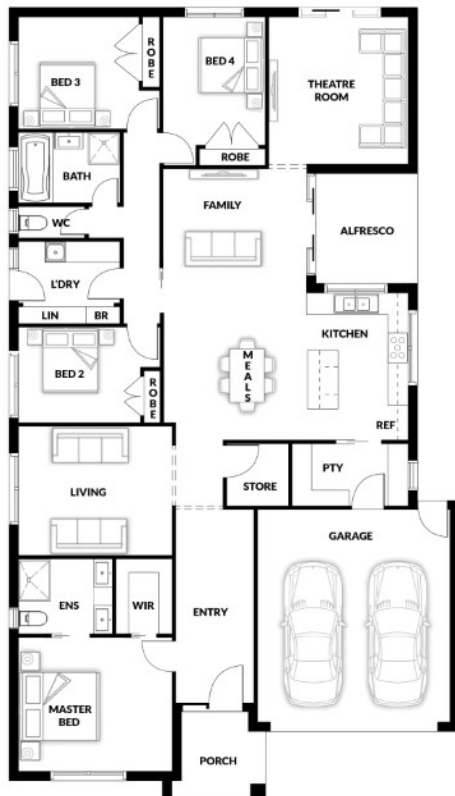 BED 3
ROBE
BED 4
ROBE
THEATRE
ROOM
BATH
WC
FAMILY
ALFRESCO
L'DRY
LIN
BR
KITCHEN
MEALS
BED 2
ROBE
REF
LIVING
STORE
PTY
GARAGE
ENS
WIR
ENTRY
MASTER
BED
PORCH